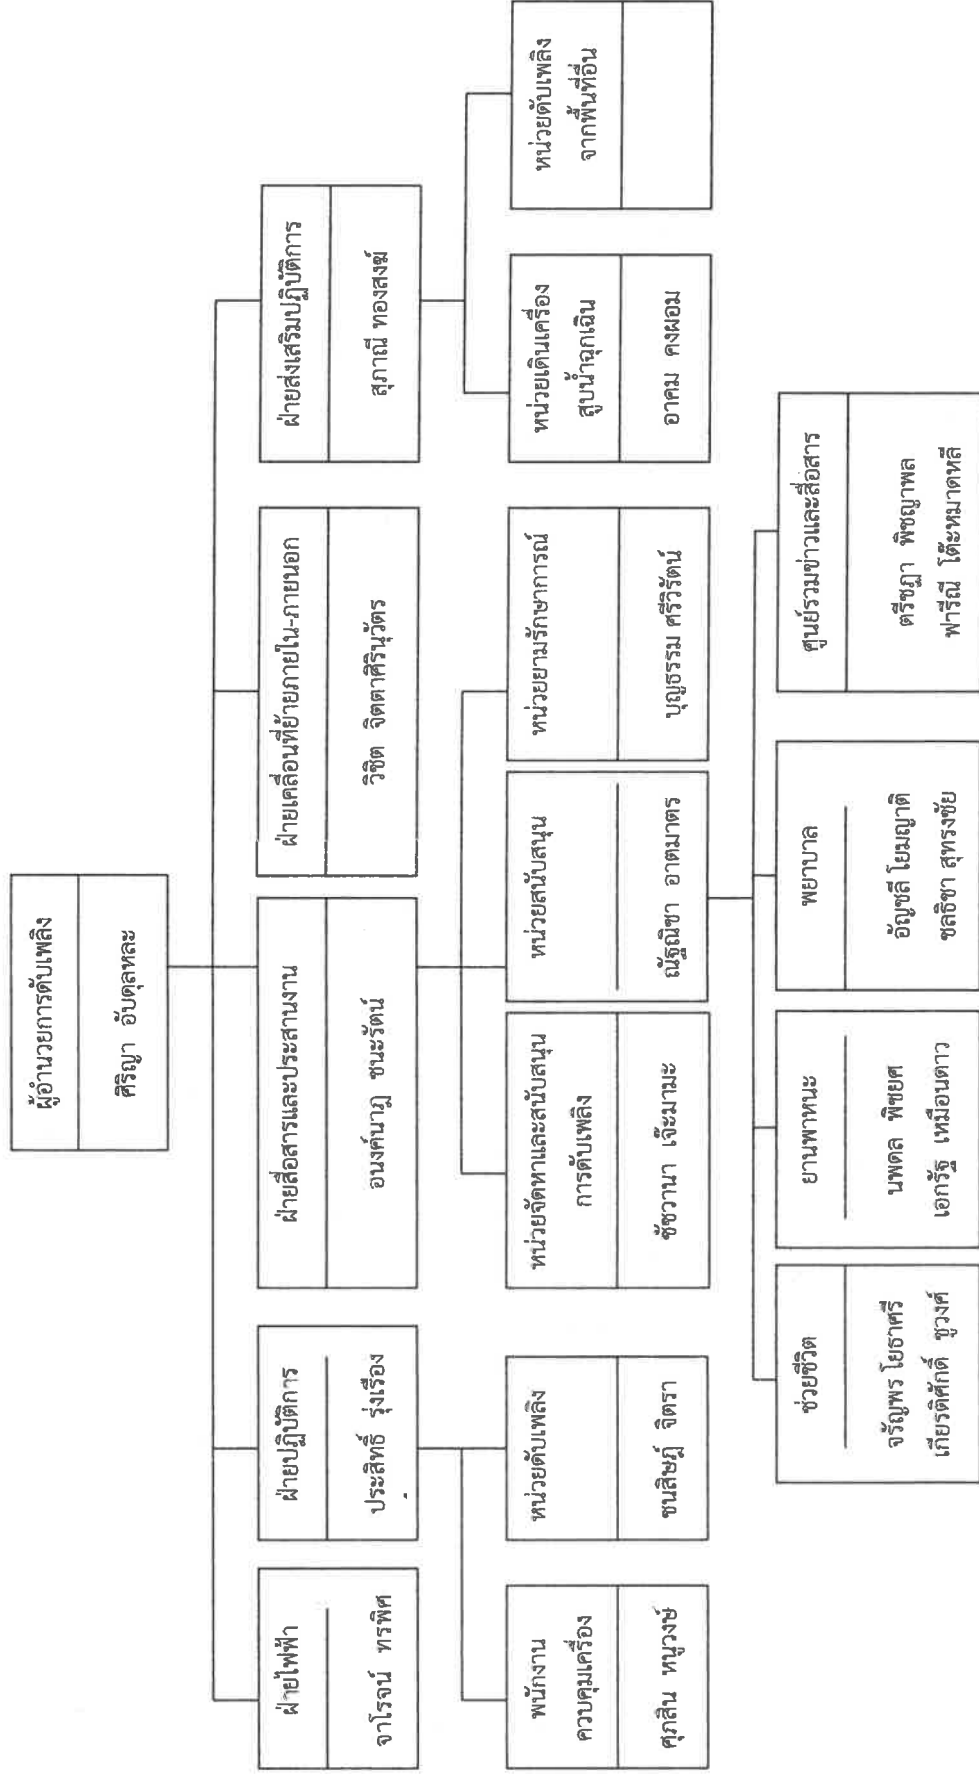 ผู้อำนวยการดับเพลิง
ศิริญา อับดุลหละ
ฝ่ายไฟฟ้า
จาโรจน์ ทรพิศ
ฝ่ายปฏิบัติการ
ประสิทธิ์ รุ่งเรือง
ฝ่ายสื่อสารและประสานงาน
อนงค์นาฏ ชนะรัตน์
ฝ่ายเคลื่อนที่ย้ายภายใน-ภายนอก
วิชิต จิตตาศิรินุวัตร
ฝ่ายส่งเสริมปฏิบัติการ
สุภาณี ทองสงฆ์
พนักงาน
ควบคุมเครื่อง
ศุภสิน หนูวงษ์
หน่วยดับเพลิง
ชนสิษฎ์ จิตรา
หน่วยจัดหาและสนับสนุน
การดับเพลิง
ซัชวานา เจ๊ะมามะ
หน่วยสนับสนุน
ณัฐณิชา อาตมาตร
หน่วยยามรักษาการณ์
บุญธรรม ศรีวิรัตน์
หน่วยเดินเครื่อง
สูบน้ำฉุกเฉิน
อาคม คงผอม
หน่วยดับเพลิง
จากพื้นที่อื่น
ช่วยชีวิต
จรัญพร โยธาศรี
เกียรติศักดิ์ ชูวงศ์
ยานพาหนะ
นพดล พิชยศ
เอกรัฐ เหมือนดาว
พยาบาล
อัญชลี โยมญาติ
ชลธิชา สุทรงชัย
ศูนย์รวมข่าวและสื่อสาร
ตรีชฎา พิชญาพล
ฟารีณี โต๊ะหมาดหลี